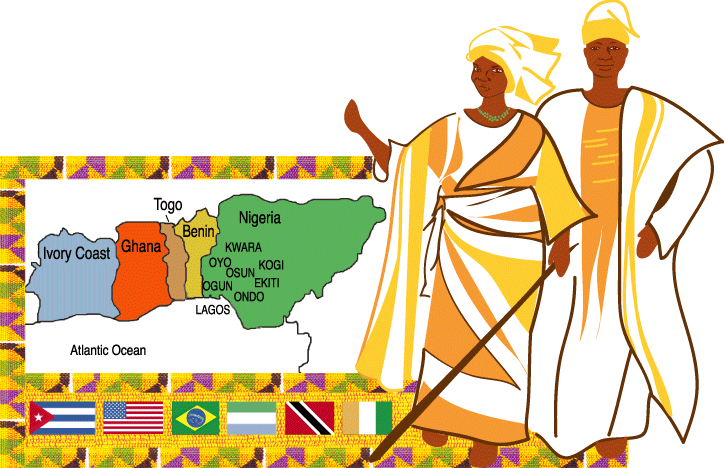 Togo
Nigeria
Benin
Ghana
Ivory Coast
KWARA
OYO
KOGI
OSUN
EKITI
OGUN
ONDO
LAGOS
Atlantic Ocean